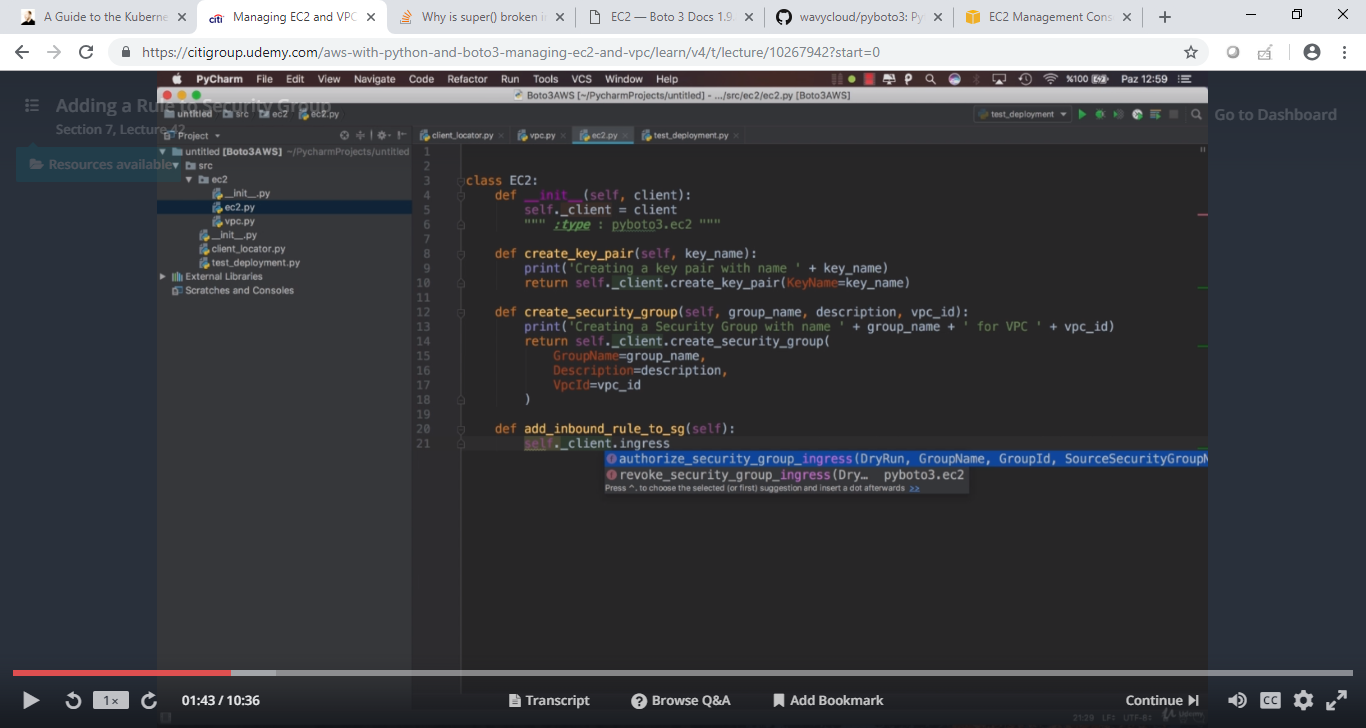 A Guide to the Kuberne
Managing EC2 and VPC
Why is super() broken i
EC2 — Boto 3 Docs 1.9.
wavycloud/pyboto3: Py
EC2 Management Cons
https://citigroup.udemy.com/aws-with-python-and-boto3-managing-ec2-and-vpc/learn/v4/t/lecture/10267942?start=0
PyCharm File Edit View Navigate Code Refactor Run Tools VCS Window Help
%100 Paz 12:59
Boto3AWS [~/PycharmProjects/untitled] - .../src/ec2/ec2.py [Boto3AWS]
Adding a Rule to Security Group
Section 7, Lecture 42
Resources available
Go to Dashboard
untitled src ec2 ec2.py
test_deployment
Project
client_locator.py vpc.py ec2.py test_deployment.py
untitled [Boto3AWS] ~/PycharmProjects/untitled
src
ec2
__init__.py
ec2.py
vpc.py
__init__.py
client_locator.py
test_deployment.py
External Libraries
Scratches and Consoles
1
2
3 class EC2:
4 def __init__(self, client):
5 self._client = client
6 """ :type : pyboto3.ec2 """
7
8 def create_key_pair(self, key_name):
9 print('Creating a key pair with name ' + key_name)
10 return self._client.create_key_pair(KeyName=key_name)
11
12 def create_security_group(self, group_name, description, vpc_id):
13 print('Creating a Security Group with name ' + group_name + ' for VPC ' + vpc_id)
14 return self._client.create_security_group(
15 GroupName=group_name,
16 Description=description,
17 VpcId=vpc_id
18 )
19
20 def add_inbound_rule_to_sg(self):
21 self._client.ingress
authorize_security_group_ingress(DryRun, GroupName, GroupId, SourceSecurityGroupN
revoke_security_group_ingress(Dry… pyboto3.ec2
Press ^. to choose the selected (or first) suggestion and insert a dot afterwards >>
1×
01:43 / 10:36
Transcript
Browse Q&A
Add Bookmark
Continue
CC
21:29 LF÷ UTF-8÷